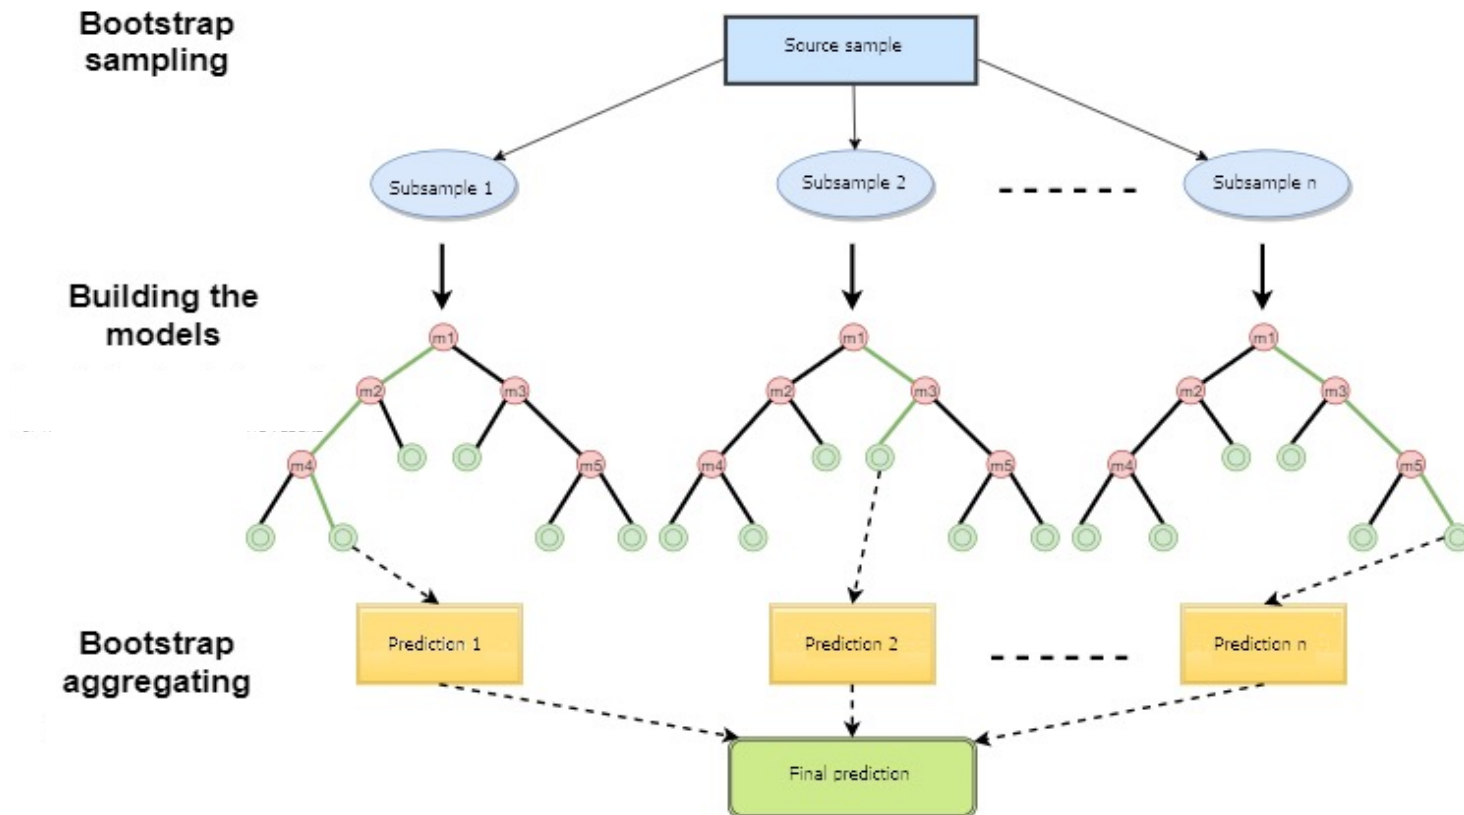 Bootstrap
sampling
Source sample
Subsample 1
Subsample 2
Subsample n
Building the
models
m1
m1
m1
m2
m3
m2
m3
m2
m3
m4
m5
m4
m5
m4
m5
Bootstrap
aggregating
Prediction 1
Prediction 2
Prediction n
Final prediction